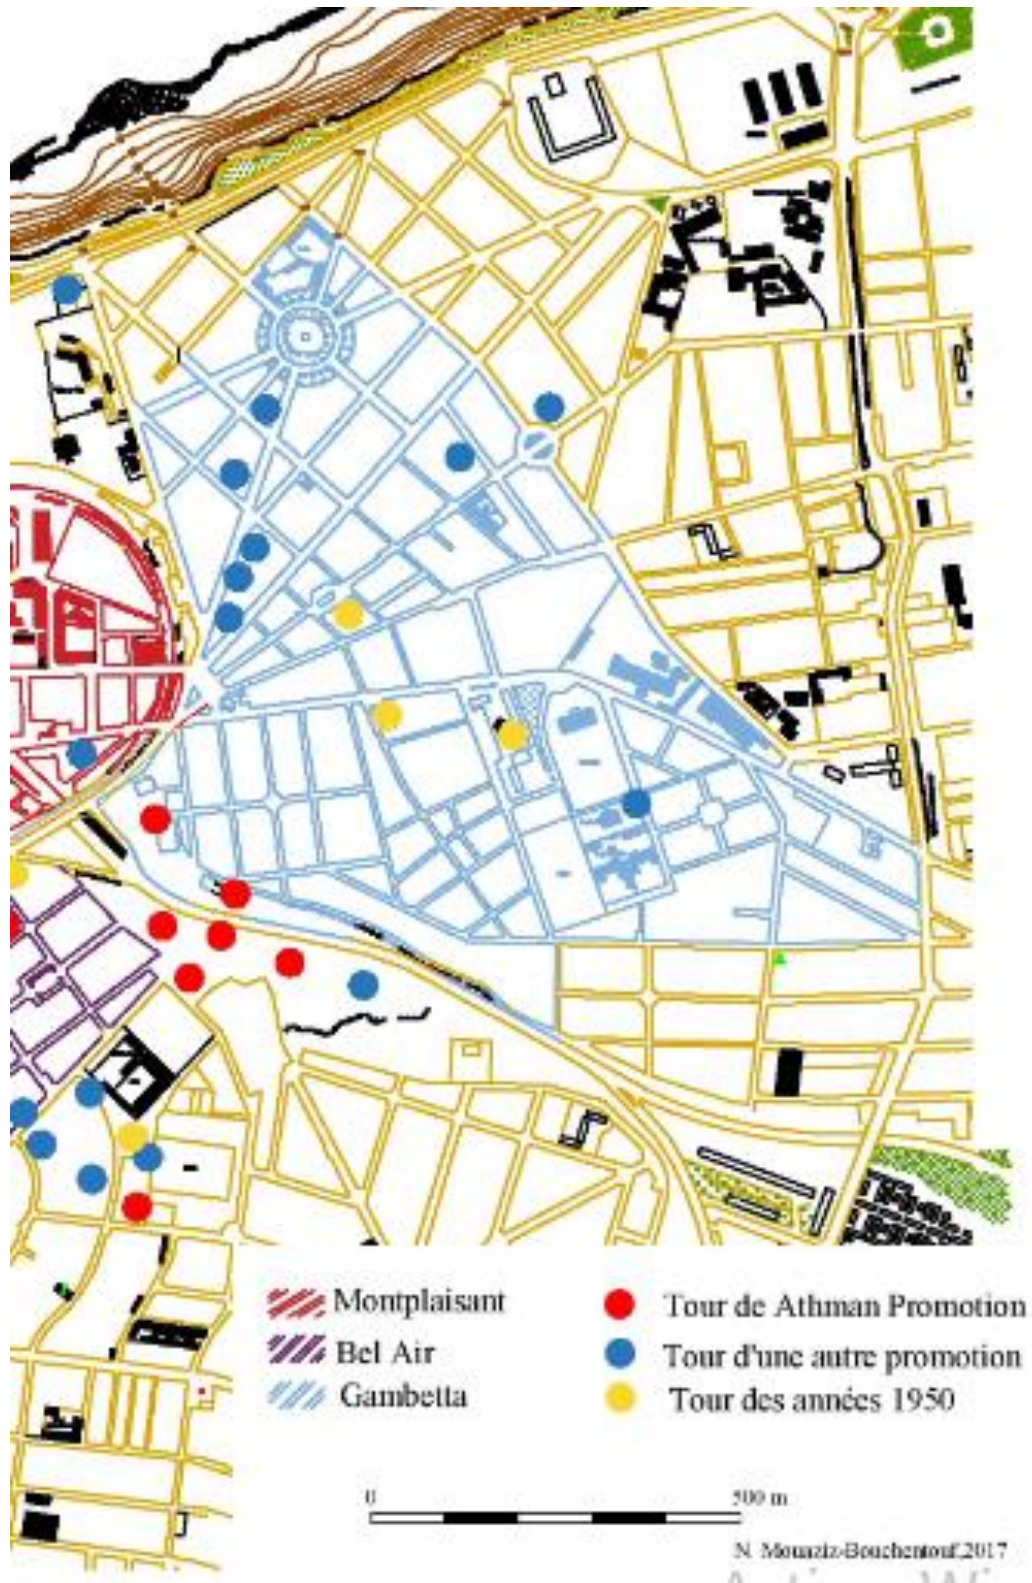 Montplaisant
Bel Air
Gambetta
Tour de Athman Promotion
Tour d'une autre promotion
Tour des années 1950
0 500 m
N. Mouaziz-Bouchentouf,2017